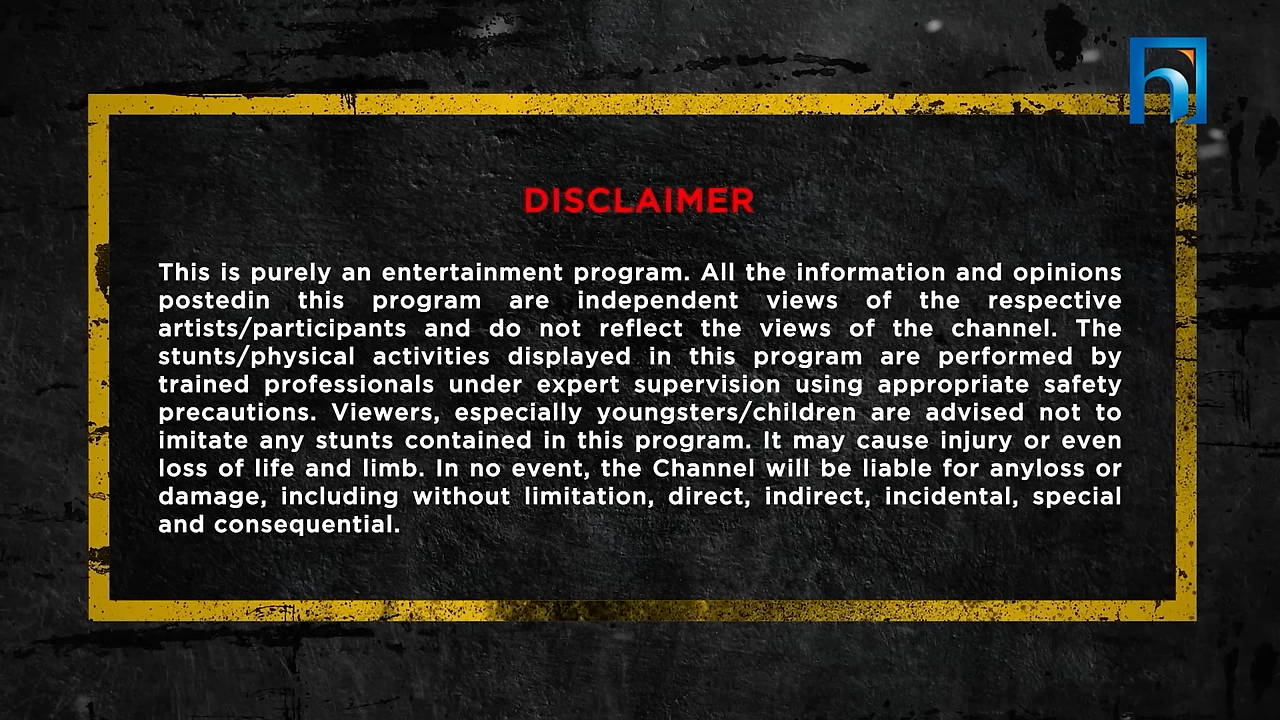 DISCLAIMER
This is purely an entertainment program. All the information and opinions
postedin this program are independent views of the respective
artists/participants and do not reflect the views of the channel. The
stunts/physical activities displayed in this program are performed by
trained professionals under expert supervision using appropriate safety
precautions. Viewers, especially youngsters/children are advised not to
imitate any stunts contained in this program. It may cause injury or even
loss of life and limb. In no event, the Channel will be liable for anyloss or
damage, including without limitation, direct, indirect, incidental, special
and consequential.